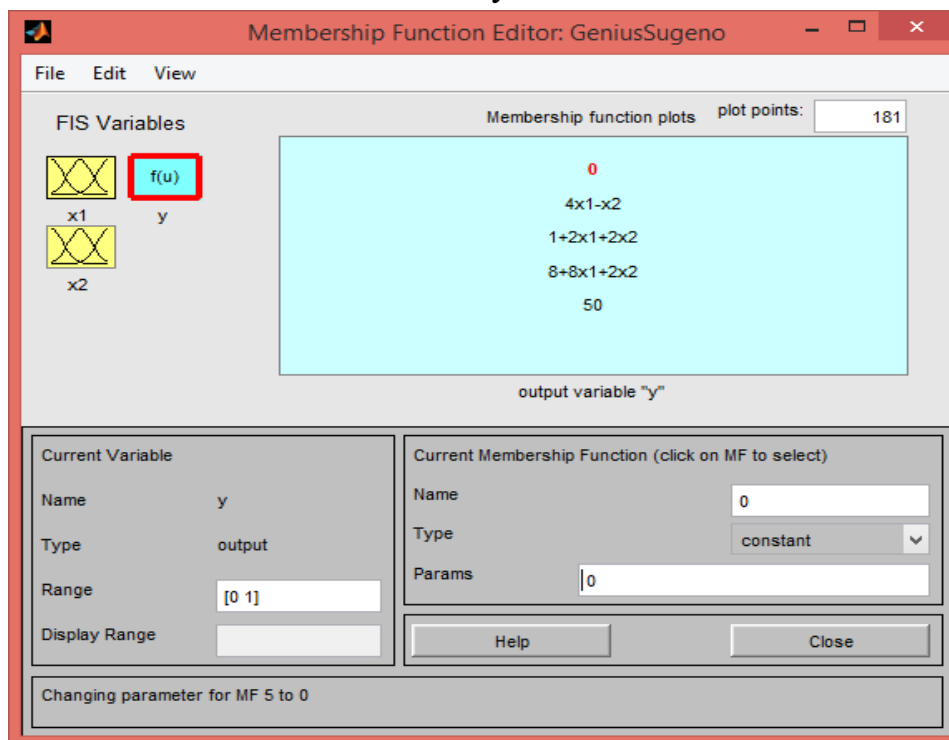 Membership Function Editor: GeniusSugeno
File Edit View
FIS Variables
Membership function plots plot points: 181
f(u)
x1 y
x2
0
4x1-x2
1+2x1+2x2
8+8x1+2x2
50
output variable "y"
Current Variable
Name y
Type output
Range [0 1]
Display Range
Current Membership Function (click on MF to select)
Name 0
Type constant
Params 0
Help Close
Changing parameter for MF 5 to 0